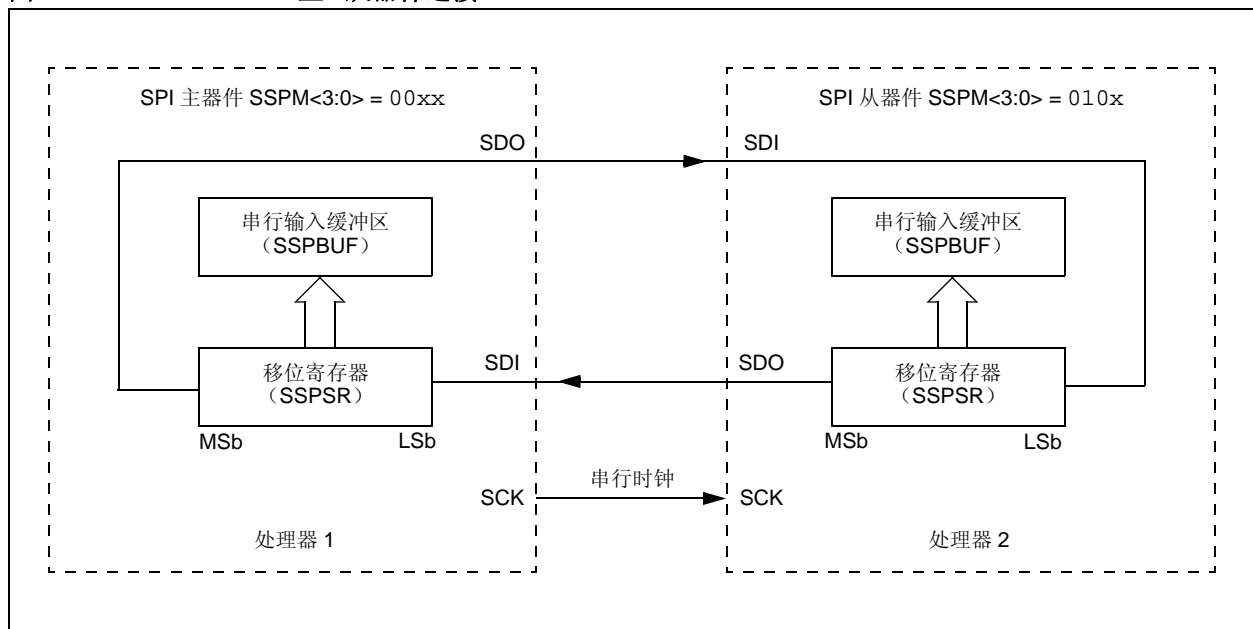 SPI 主器件 SSPM<3:0> = 00xx
SPI 从器件 SSPM<3:0> = 010x
SDO
SDI
串行输入缓冲区
（SSPBUF）
串行输入缓冲区
（SSPBUF）
移位寄存器
（SSPSR）
SDI
SDO
移位寄存器
（SSPSR）
MSb
LSb
MSb
LSb
串行时钟
SCK
SCK
处理器 1
处理器 2